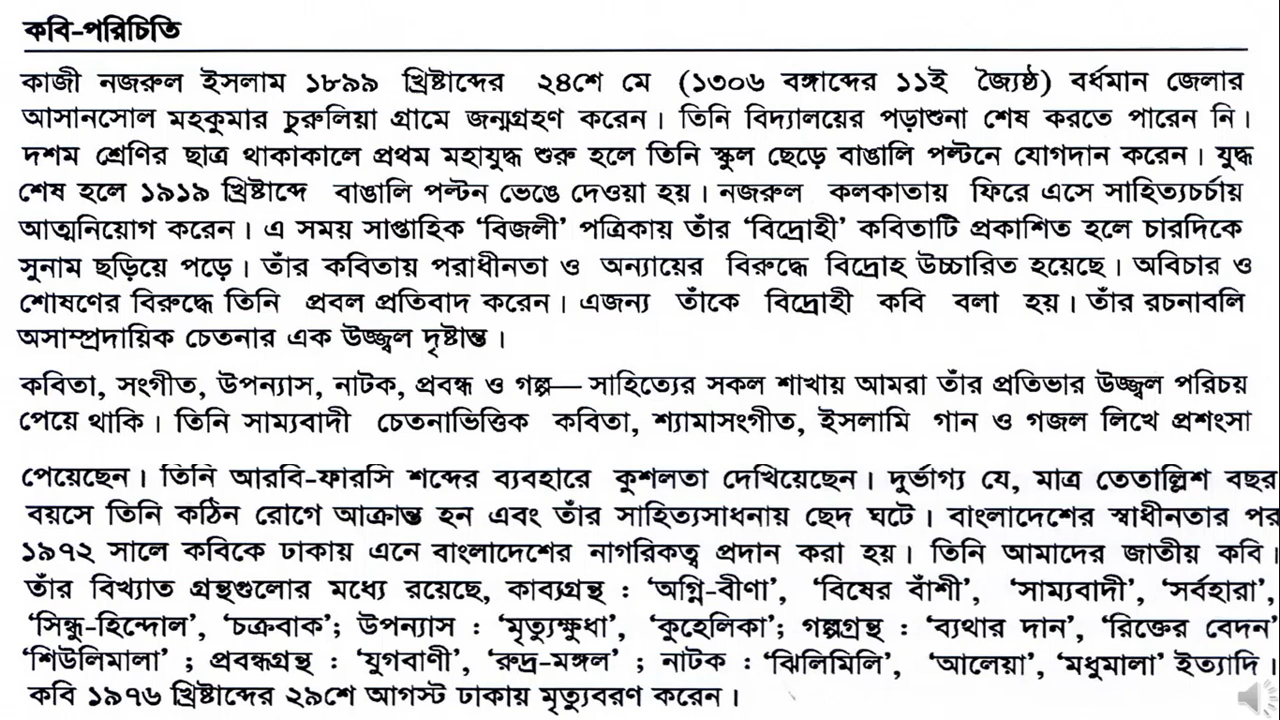 কবি-পরিচিতি
কাজী নজরুল ইসলাম ১৮৯৯ খ্রিষ্টাব্দের ২৪শে মে (১৩০৬ বঙ্গাব্দের ১১ই জ্যৈষ্ঠ) বর্ধমান জেলার
আসানসোল মহকুমার চুরুলিয়া গ্রামে জন্মগ্রহণ করেন। তিনি বিদ্যালয়ের পড়াশুনা শেষ করতে পারেন নি।
দশম শ্রেণির ছাত্র থাকাকালে প্রথম মহাযুদ্ধ শুরু হলে তিনি স্কুল ছেড়ে বাঙালি পল্টনে যোগদান করেন। যুদ্ধ
শেষ হলে ১৯১৯ খ্রিষ্টাব্দে বাঙালি পল্টন ভেঙে দেওয়া হয়। নজরুল কলকাতায় ফিরে এসে সাহিত্যচর্চায়
আত্মনিয়োগ করেন। এ সময় সাপ্তাহিক ‘বিজলী’ পত্রিকায় তাঁর ‘বিদ্রোহী’ কবিতাটি প্রকাশিত হলে চারদিকে
সুনাম ছড়িয়ে পড়ে। তাঁর কবিতায় পরাধীনতা ও অন্যায়ের বিরুদ্ধে বিদ্রোহ উচ্চারিত হয়েছে। অবিচার ও
শোষণের বিরুদ্ধে তিনি প্রবল প্রতিবাদ করেন। এজন্য তাঁকে বিদ্রোহী কবি বলা হয়। তাঁর রচনাবলি
অসাম্প্রদায়িক চেতনার এক উজ্জ্বল দৃষ্টান্ত।
কবিতা, সংগীত, উপন্যাস, নাটক, প্রবন্ধ ও গল্প— সাহিত্যের সকল শাখায় আমরা তাঁর প্রতিভার উজ্জ্বল পরিচয়
পেয়ে থাকি। তিনি সাম্যবাদী চেতনাভিত্তিক কবিতা, শ্যামাসংগীত, ইসলামি গান ও গজল লিখে প্রশংসা
পেয়েছেন। তিনি আরবি-ফারসি শব্দের ব্যবহারে কুশলতা দেখিয়েছেন। দুর্ভাগ্য যে, মাত্র তেতাল্লিশ বছর
বয়সে তিনি কঠিন রোগে আক্রান্ত হন এবং তাঁর সাহিত্যসাধনায় ছেদ ঘটে। বাংলাদেশের স্বাধীনতার পর
১৯৭২ সালে কবিকে ঢাকায় এনে বাংলাদেশের নাগরিকত্ব প্রদান করা হয়। তিনি আমাদের জাতীয় কবি।
তাঁর বিখ্যাত গ্রন্থগুলোর মধ্যে রয়েছে, কাব্যগ্রন্থ : ‘অগ্নি-বীণা’, ‘বিষের বাঁশী’, ‘সাম্যবাদী’, ‘সর্বহারা’,
‘সিন্ধু-হিন্দোল’, ‘চক্রবাক’; উপন্যাস : ‘মৃত্যুক্ষুধা’, ‘কুহেলিকা’; গল্পগ্রন্থ : ‘ব্যথার দান’, ‘রিক্তের বেদন’
‘শিউলিমালা’ ; প্রবন্ধগ্রন্থ : ‘যুগবাণী’, ‘রুদ্র-মঙ্গল’ ; নাটক : ‘ঝিলিমিলি’, ‘আলেয়া’, ‘মধুমালা’ ইত্যাদি।
কবি ১৯৭৬ খ্রিষ্টাব্দের ২৯শে আগস্ট ঢাকায় মৃত্যুবরণ করেন।